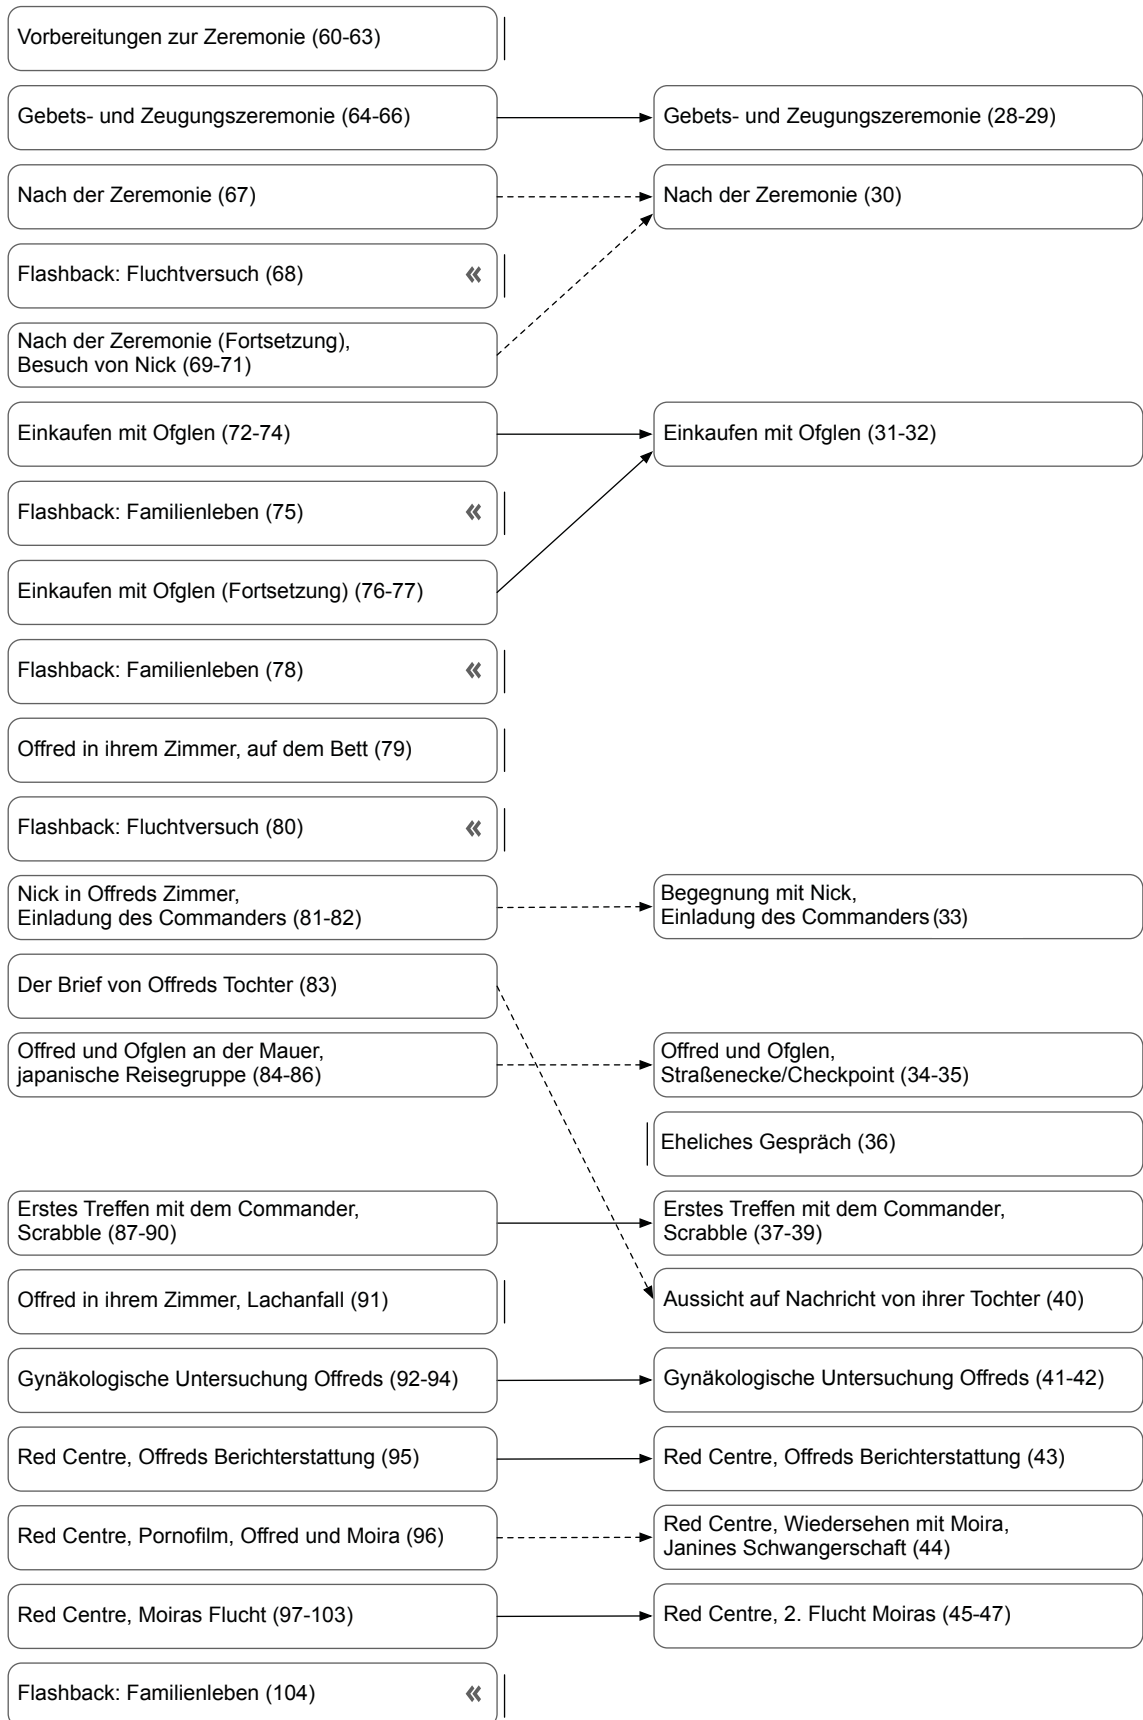 Vorbereitungen zur Zeremonie (60-63)
Gebets- und Zeugungszeremonie (64-66)
Gebets- und Zeugungszeremonie (28-29)
Nach der Zeremonie (67)
Nach der Zeremonie (30)
Flashback: Fluchtversuch (68) «
Nach der Zeremonie (Fortsetzung),
Besuch von Nick (69-71)
Einkaufen mit Ofglen (72-74)
Einkaufen mit Ofglen (31-32)
Flashback: Familienleben (75) «
Einkaufen mit Ofglen (Fortsetzung) (76-77)
Flashback: Familienleben (78) «
Offred in ihrem Zimmer, auf dem Bett (79)
Flashback: Fluchtversuch (80) «
Nick in Offreds Zimmer,
Einladung des Commanders (81-82)
Begegnung mit Nick,
Einladung des Commanders (33)
Der Brief von Offreds Tochter (83)
Offred und Ofglen an der Mauer,
japanische Reisegruppe (84-86)
Offred und Ofglen,
Straßenecke/Checkpoint (34-35)
Eheliches Gespräch (36)
Erstes Treffen mit dem Commander,
Scrabble (87-90)
Erstes Treffen mit dem Commander,
Scrabble (37-39)
Offred in ihrem Zimmer, Lachanfall (91)
Aussicht auf Nachricht von ihrer Tochter (40)
Gynäkologische Untersuchung Offreds (92-94)
Gynäkologische Untersuchung Offreds (41-42)
Red Centre, Offreds Berichterstattung (95)
Red Centre, Offreds Berichterstattung (43)
Red Centre, Pornofilm, Offred und Moira (96)
Red Centre, Wiedersehen mit Moira,
Janines Schwangerschaft (44)
Red Centre, Moiras Flucht (97-103)
Red Centre, 2. Flucht Moiras (45-47)
Flashback: Familienleben (104) «